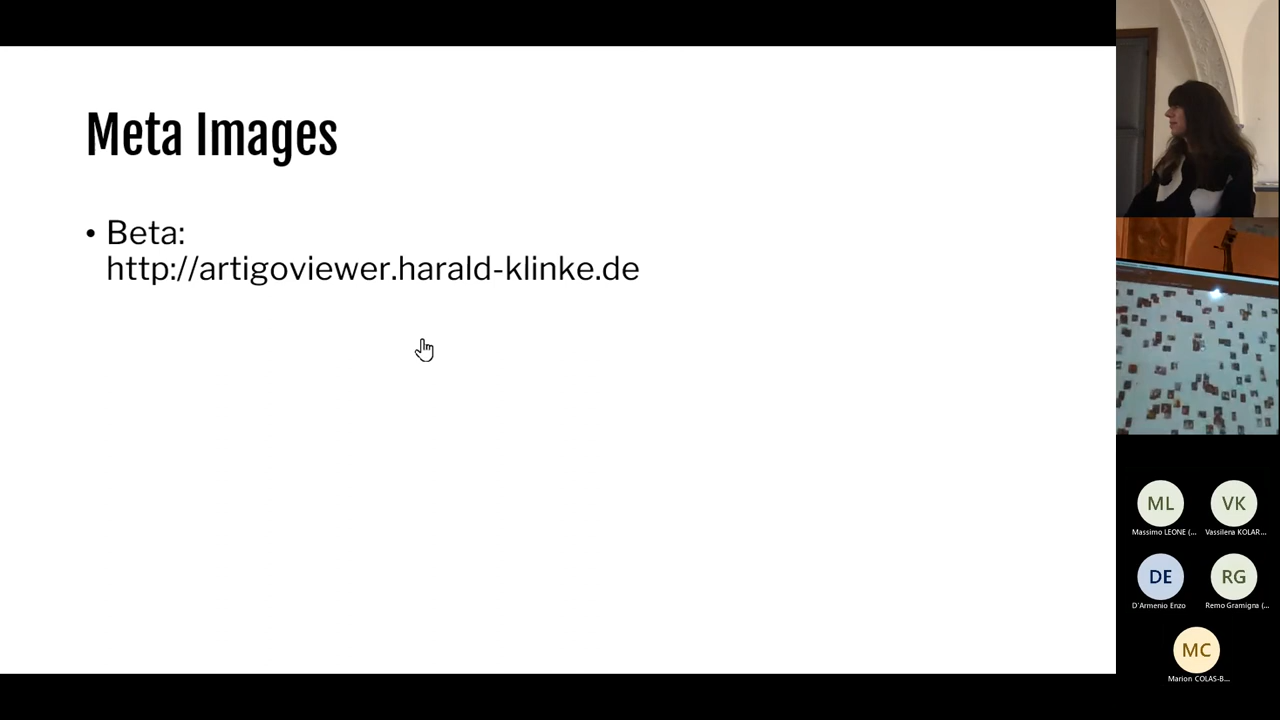 Meta Images
• Beta:
http://artigoviewer.harald-klinke.de
ML
VK
Massimo LEONE (...
Vassilena KOLAR...
DE
RG
D'Armenio Enzo
Remo Gramigna (...
MC
Marion COLAS-B...